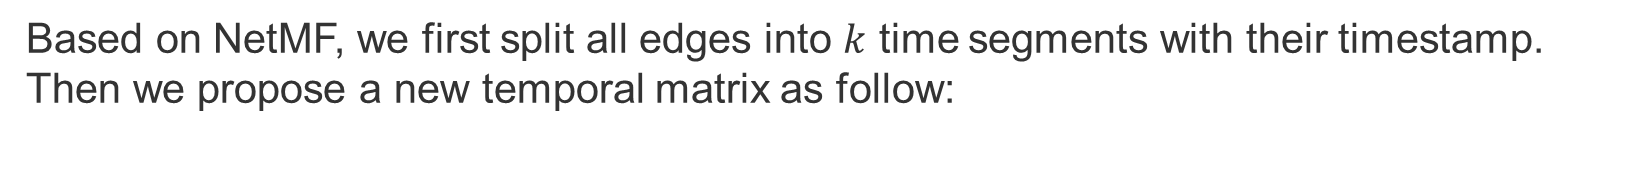 Based on NetMF, we first split all edges into k time segments with their timestamp.
Then we propose a new temporal matrix as follow: